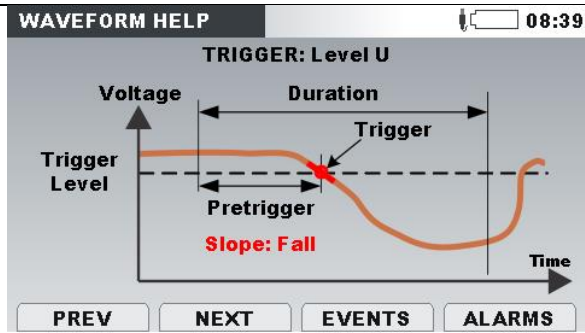 WAVEFORM HELP 08:39
TRIGGER: Level U
Voltage
Duration
Trigger
Trigger
Level
Pretrigger
Slope: Fall
Time
PREV NEXT EVENTS ALARMS